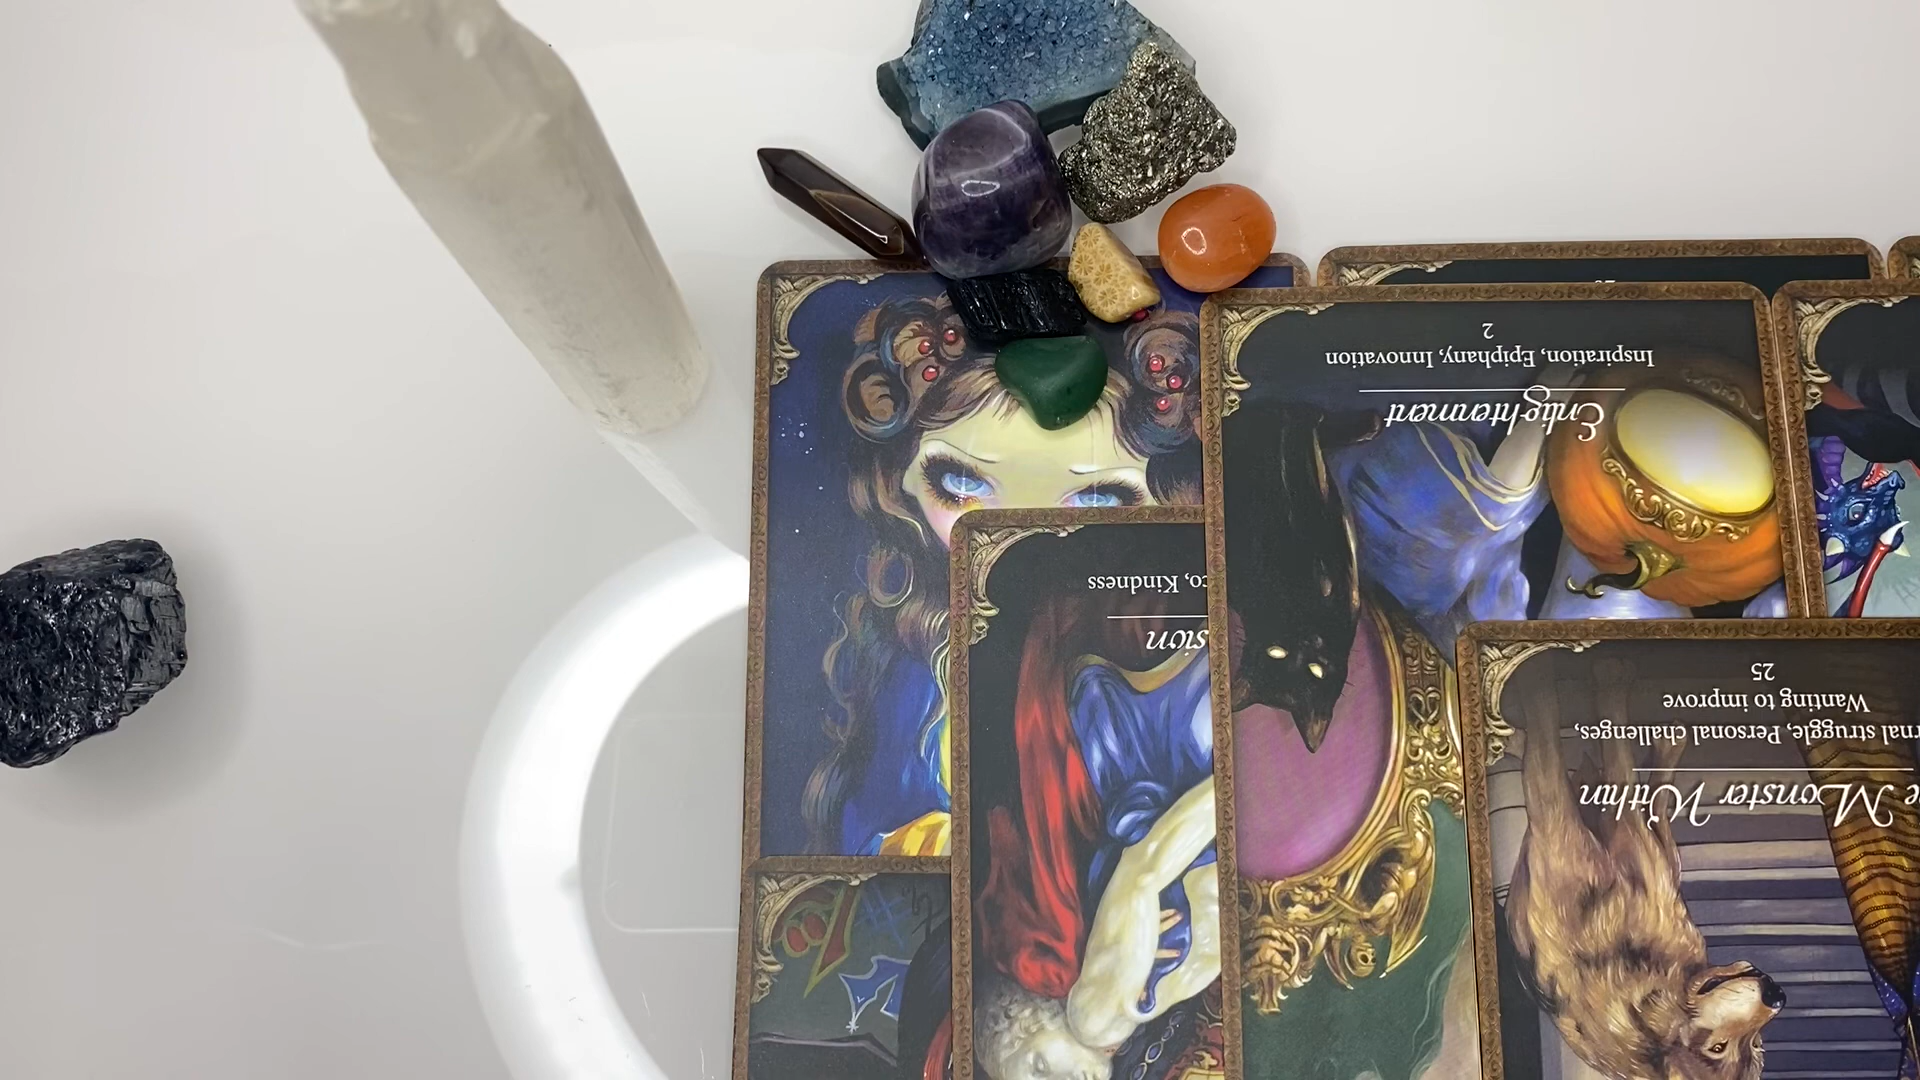 Enlightenment
Inspiration, Epiphany, Innovation
2
sion
co, Kindness
e Monster Within
rnal struggle, Personal challenges,
Wanting to improve
25